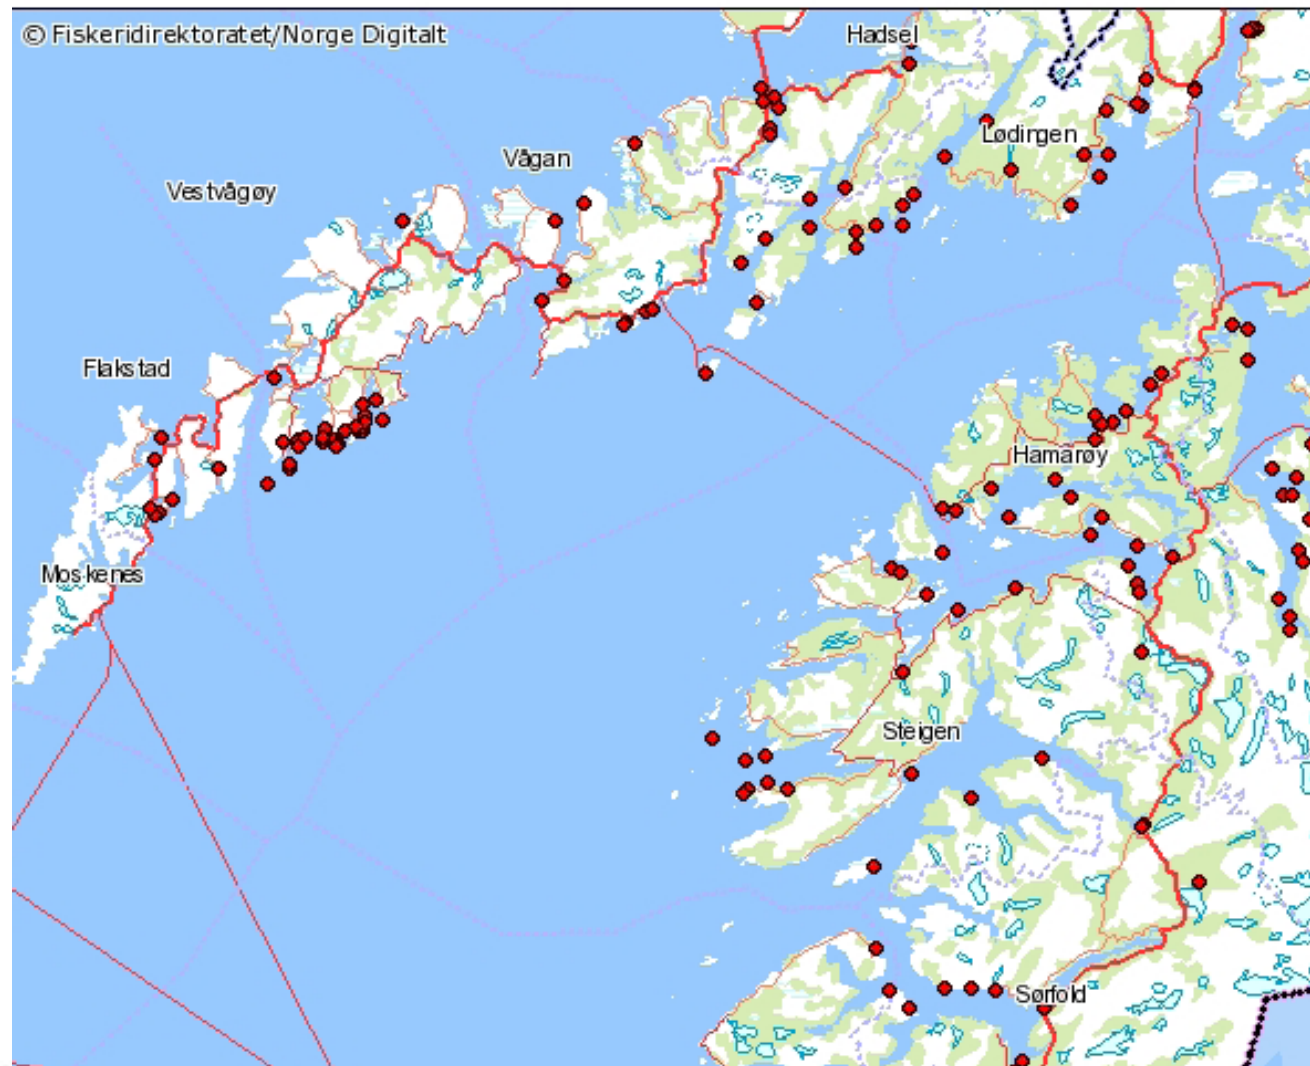 © Fiskeridirektoratet/Norge Digitalt
Hadsel
Lødingen
Vågan
Vestvågøy
Flakstad
Hamarøy
Moskenes
Steigen
Sørfold